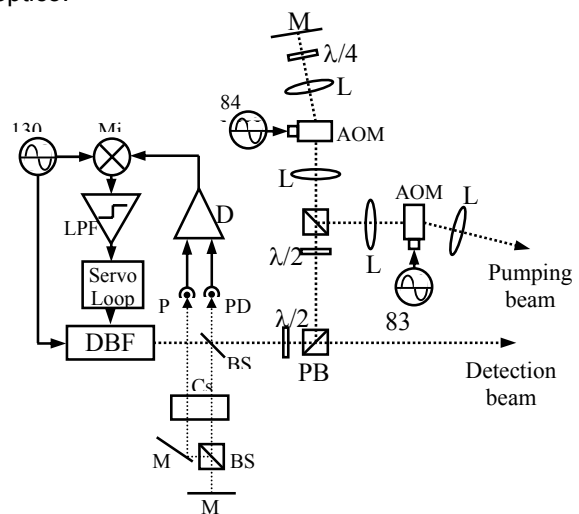 M
λ/4
L
84
AOM
130
Mi
L
AOM
L
D
LPF
λ/2
L
Servo
Loop
P
PD
83
Pumping
beam
λ/2
DBF
BS
PB
Detection
beam
Cs
M
BS
M